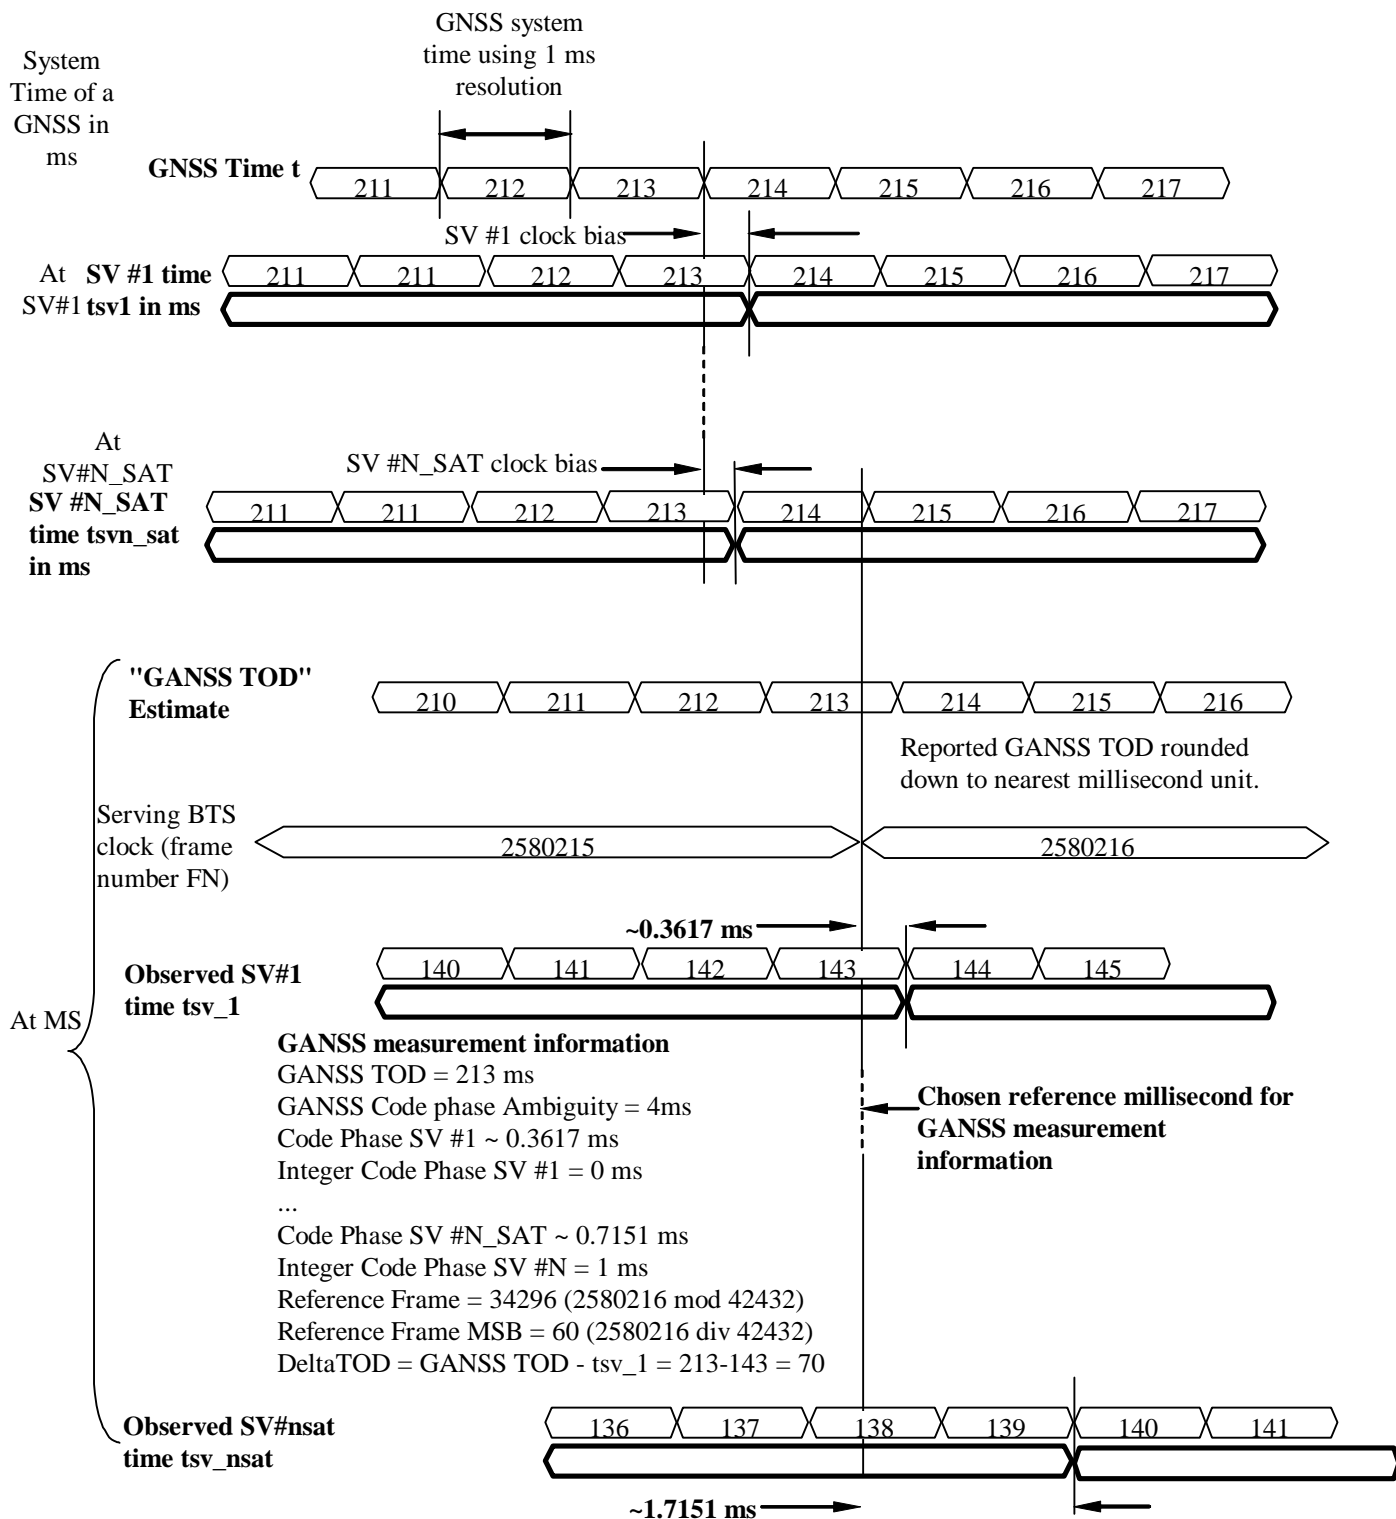 GNSS system
time using 1 ms
resolution
System
Time of a
GNSS in
ms
GNSS Time t
211 212 213 214 215 216 217
SV #1 clock bias
At SV #1 time
SV#1 tsv1 in ms
211 211 212 213 214 215 216 217
At
SV#N_SAT
SV #N_SAT clock bias
SV #N_SAT
time tsvn_sat
in ms
211 211 212 213 214 215 216 217
"GANSS TOD"
Estimate
210 211 212 213 214 215 216
Reported GANSS TOD rounded
down to nearest millisecond unit.
Serving BTS
clock (frame
number FN)
2580215 2580216
~0.3617 ms
Observed SV#1
time tsv_1
140 141 142 143 144 145
At MS
GANSS measurement information
GANSS TOD = 213 ms
GANSS Code phase Ambiguity = 4ms
Code Phase SV #1 ~ 0.3617 ms
Integer Code Phase SV #1 = 0 ms
...
Code Phase SV #N_SAT ~ 0.7151 ms
Integer Code Phase SV #N = 1 ms
Reference Frame = 34296 (2580216 mod 42432)
Reference Frame MSB = 60 (2580216 div 42432)
DeltaTOD = GANSS TOD - tsv_1 = 213-143 = 70
Chosen reference millisecond for
GANSS measurement
information
Observed SV#nsat
time tsv_nsat
136 137 138 139 140 141
~1.7151 ms